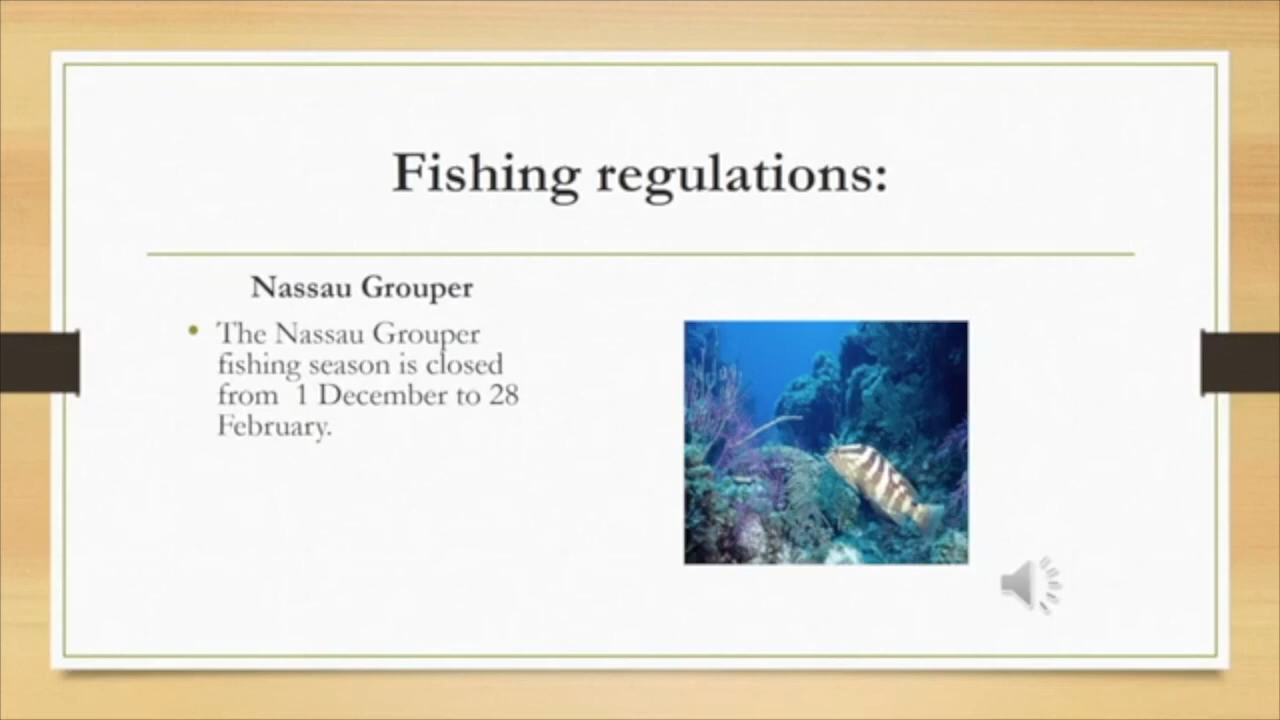 Fishing regulations:
Nassau Grouper
• The Nassau Grouper
fishing season is closed
from 1 December to 28
February.